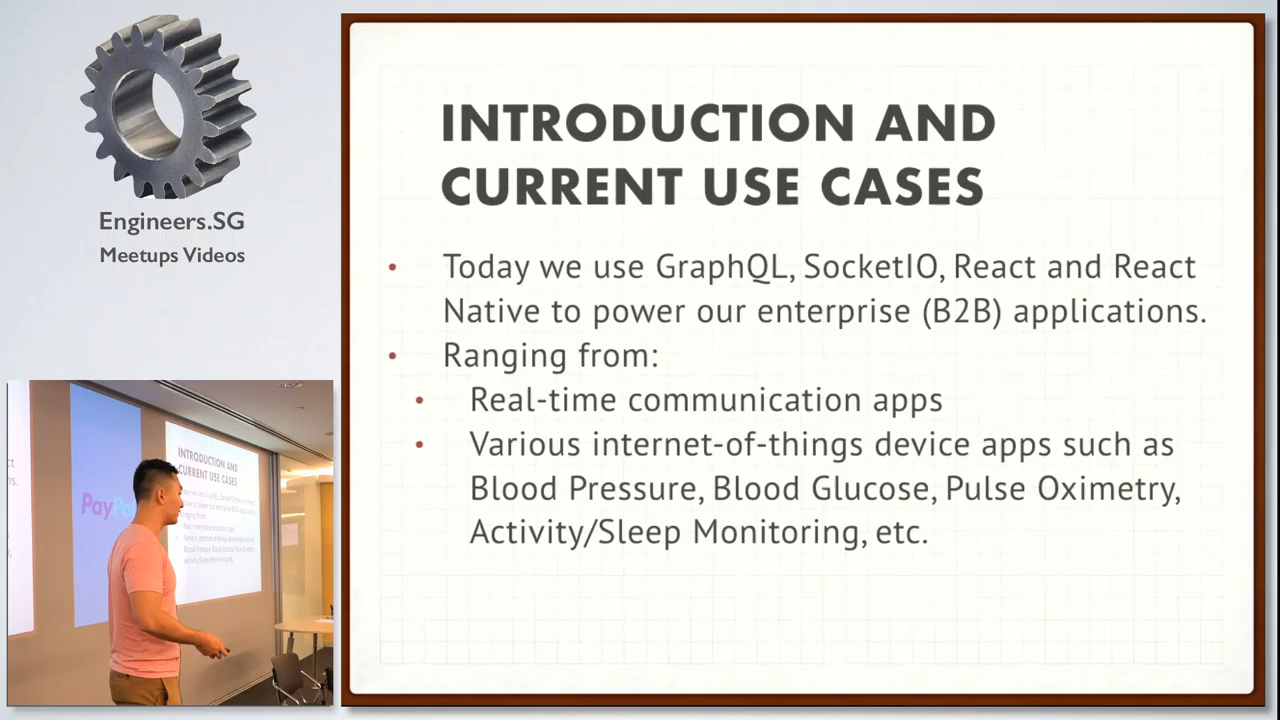 Engineers.SG
Meetups Videos
INTRODUCTION AND
CURRENT USE CASES
• Today we use GraphQL, SocketIO, React and React
Native to power our enterprise (B2B) applications.
• Ranging from:
• Real-time communication apps
• Various internet-of-things device apps such as
Blood Pressure, Blood Glucose, Pulse Oximetry,
Activity/Sleep Monitoring, etc.
PayPa
INTRODUCTION AND
CURRENT USE CASES